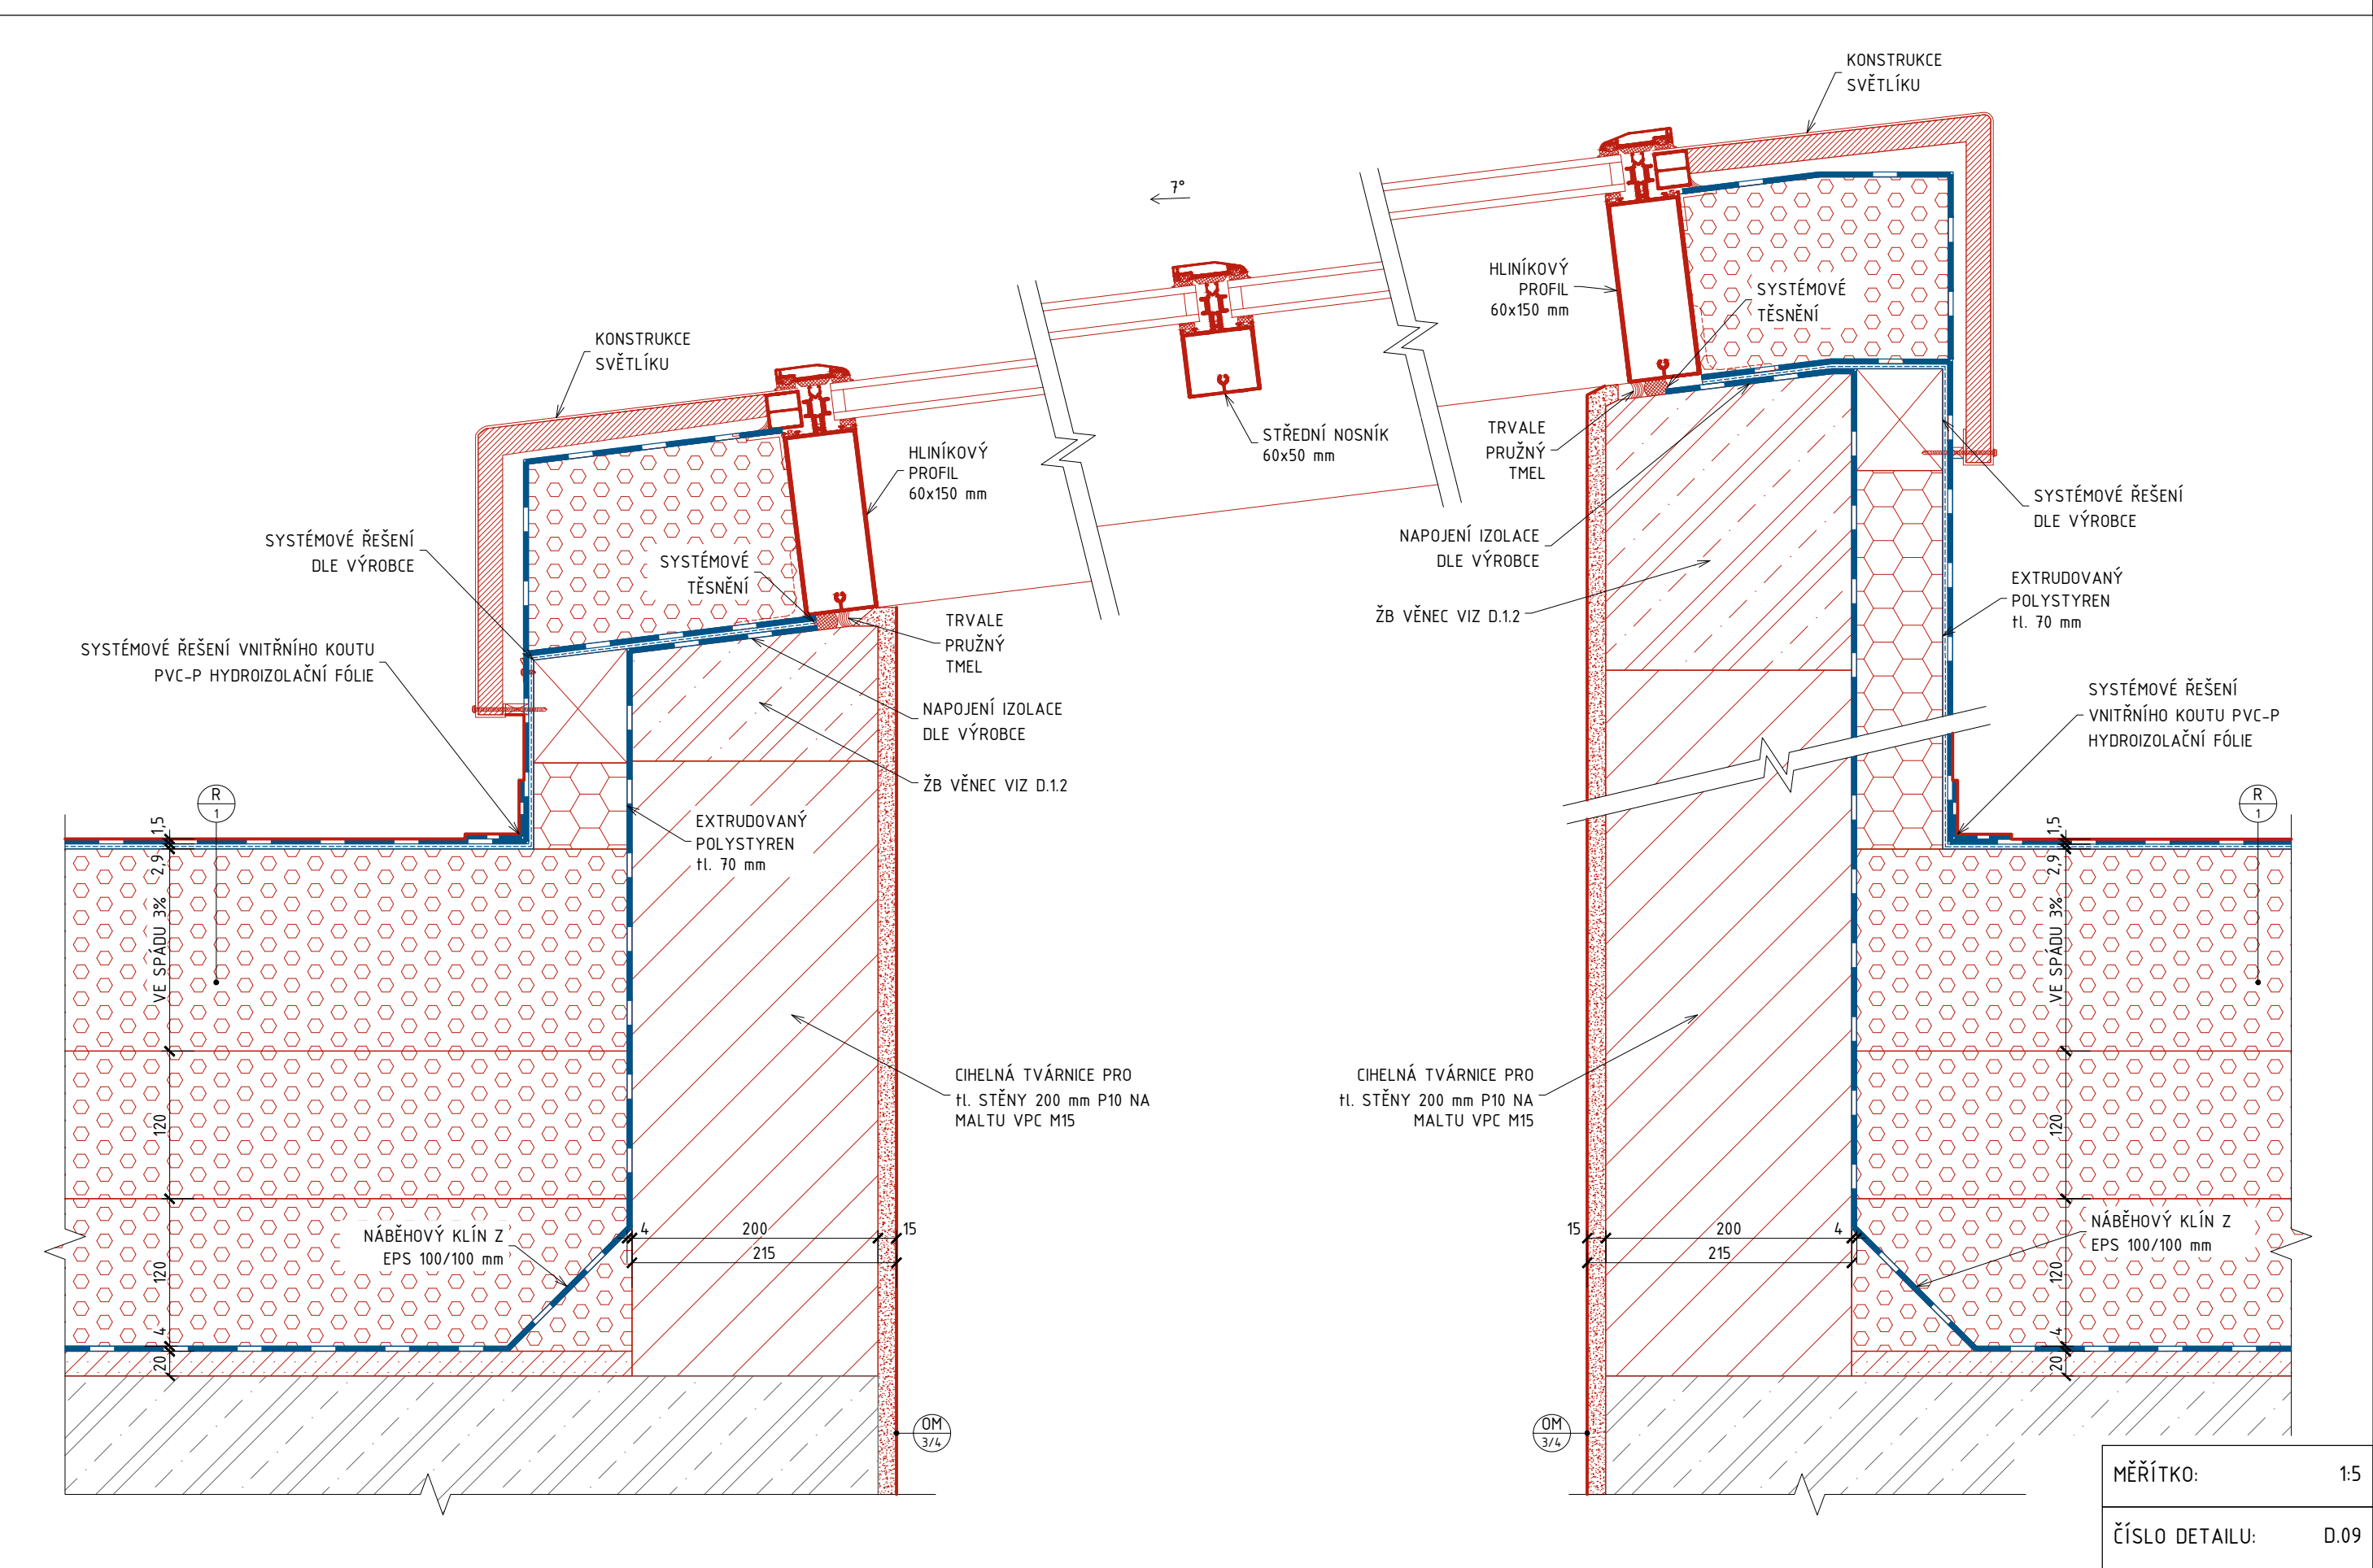 KONSTRUKCE
SVĚTLÍKU
7°
HLINÍKOVÝ
PROFIL
60x150 mm
SYSTÉMOVÉ
TĚSNĚNÍ
KONSTRUKCE
SVĚTLÍKU
STŘEDNÍ NOSNÍK
60x50 mm
TRVALE
PRUŽNÝ
TMEL
HLINÍKOVÝ
PROFIL
60x150 mm
SYSTÉMOVÉ ŘEŠENÍ
DLE VÝROBCE
SYSTÉMOVÉ ŘEŠENÍ
DLE VÝROBCE
NAPOJENÍ IZOLACE
DLE VÝROBCE
SYSTÉMOVÉ
TĚSNĚNÍ
EXTRUDOVANÝ
POLYSTYREN
tl. 70 mm
ŽB VĚNEC VIZ D.1.2
TRVALE
PRUŽNÝ
TMEL
SYSTÉMOVÉ ŘEŠENÍ VNITŘNÍHO KOUTU
PVC-P HYDROIZOLAČNÍ FÓLIE
NAPOJENÍ IZOLACE
DLE VÝROBCE
SYSTÉMOVÉ ŘEŠENÍ
VNITŘNÍHO KOUTU PVC-P
HYDROIZOLAČNÍ FÓLIE
ŽB VĚNEC VIZ D.1.2
R
1
R
1
EXTRUDOVANÝ
POLYSTYREN
tl. 70 mm
1,5
2,9
VE SPÁDU 3%
120
120
4
20
1,5
2,9
VE SPÁDU 3%
120
120
4
20
CIHELNÁ TVÁRNICE PRO
tl. STĚNY 200 mm P10 NA
MALTU VPC M15
CIHELNÁ TVÁRNICE PRO
tl. STĚNY 200 mm P10 NA
MALTU VPC M15
NÁBĚHOVÝ KLÍN Z
EPS 100/100 mm
4
200
15
215
15
200
4
215
NÁBĚHOVÝ KLÍN Z
EPS 100/100 mm
OM
3/4
OM
3/4
MĚŘÍTKO: 1:5
ČÍSLO DETAILU: D.09